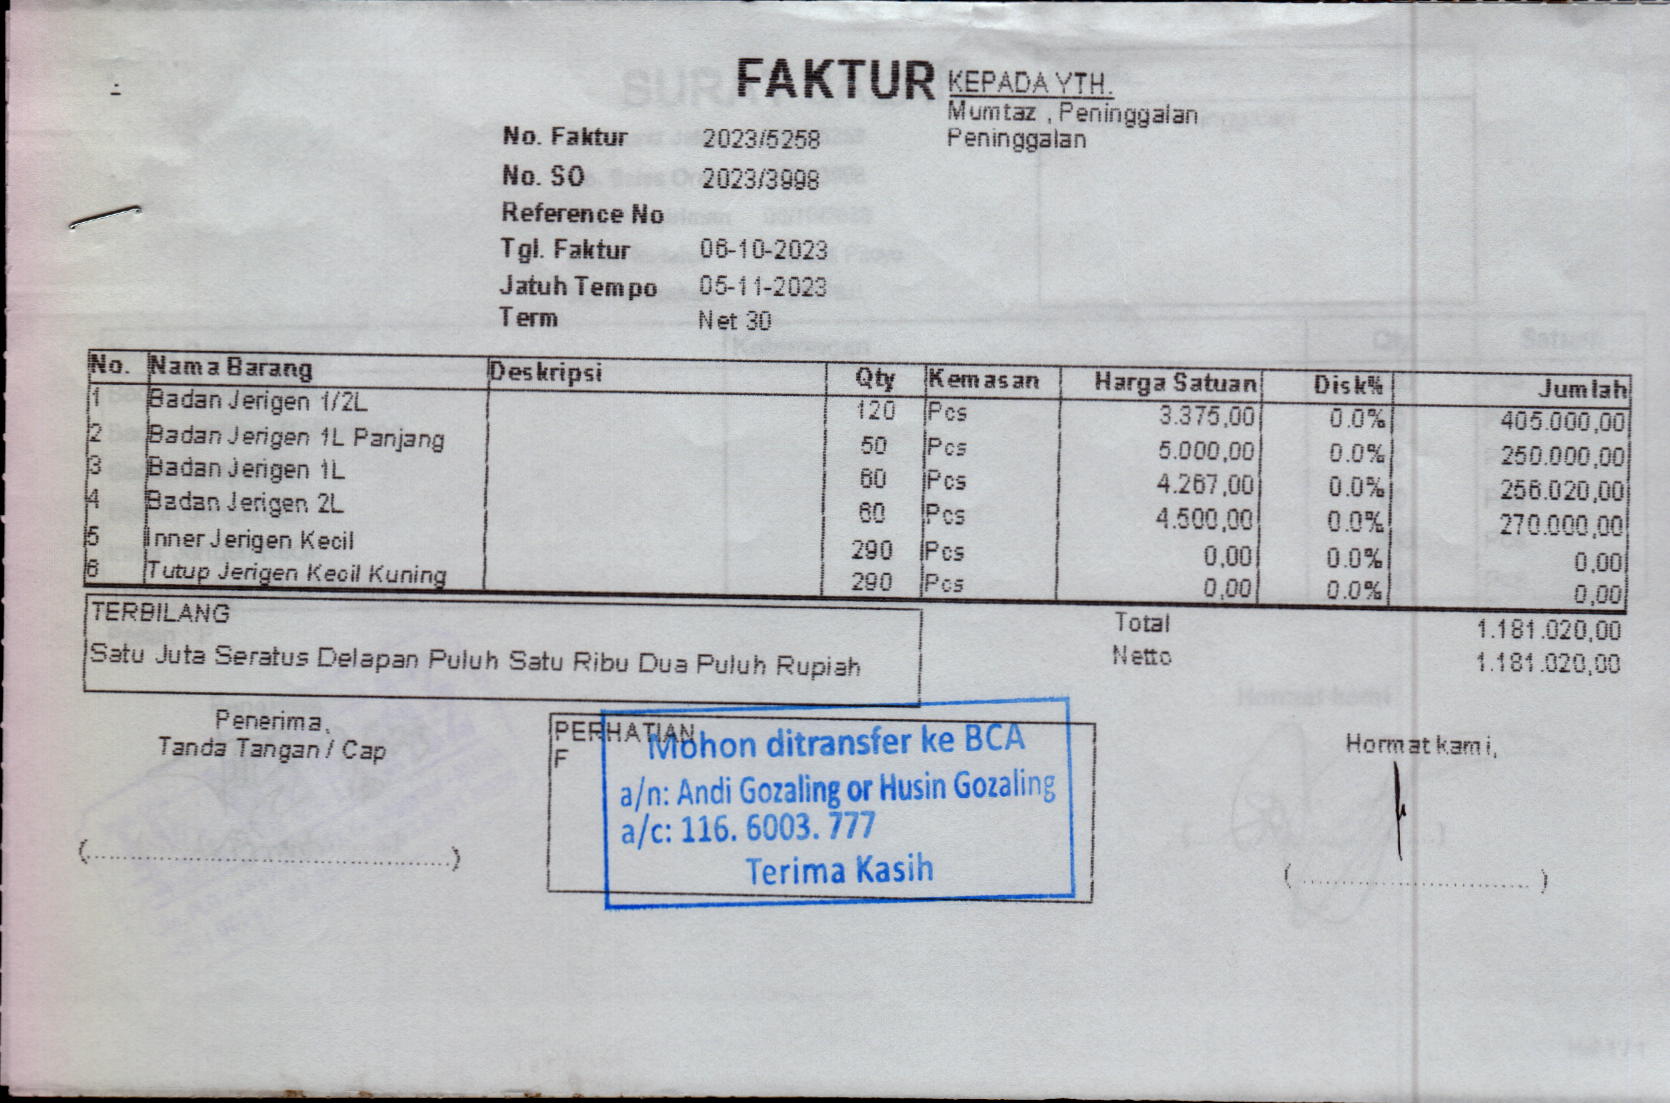 FAKTUR
KEPADA YTH.
Mumtaz , Peninggalan
Peninggalan
No. Faktur 2023/5258
No. SO 2023/3998
Reference No
Tgl. Faktur 06-10-2023
Jatuh Tempo 05-11-2023
Term Net 30
No. Nama Barang Deskripsi Qty Kemasan Harga Satuan Disk% Jumlah
1 Badan Jerigen 1/2L 120 Pcs 3.375,00 0.0% 405.000,00
2 Badan Jerigen 1L Panjang 50 Pcs 5.000,00 0.0% 250.000,00
3 Badan Jerigen 1L 60 Pcs 4.267,00 0.0% 256.020,00
4 Badan Jerigen 2L 60 Pcs 4.500,00 0.0% 270.000,00
5 Inner Jerigen Kecil 290 Pcs 0,00 0.0% 0,00
6 Tutup Jerigen Kecil Kuning 290 Pcs 0,00 0.0% 0,00
TERBILANG
Satu Juta Seratus Delapan Puluh Satu Ribu Dua Puluh Rupiah
Total 1.181.020,00
Netto 1.181.020,00
Penerima,
Tanda Tangan / Cap
(........................................................)
PERHATIAN
F
Mohon ditransfer ke BCA
a/n: Andi Gozaling or Husin Gozaling
a/c: 116. 6003. 777
Terima Kasih
Hormat kami,
(....................................)